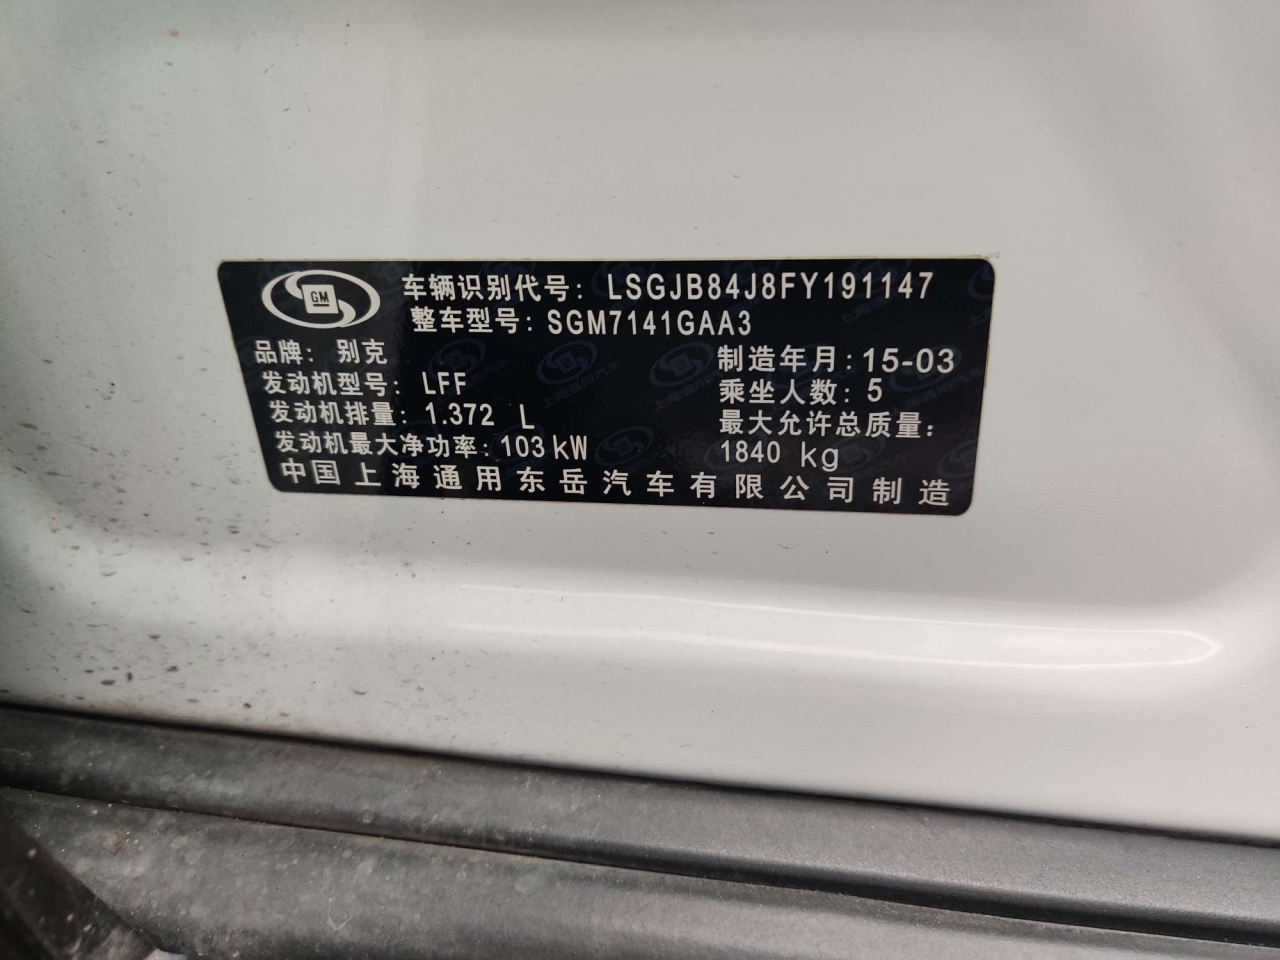 GM
车辆识别代号: LSGJB84J8FY191147
整车型号: SGM7141GAA3
品牌: 别克
制造年月: 15-03
发动机型号: LFF
乘坐人数: 5
发动机排量: 1.372 L
最大允许总质量:
1840 kg
发动机最大净功率: 103 kW
中国上海通用东岳汽车有限公司制造